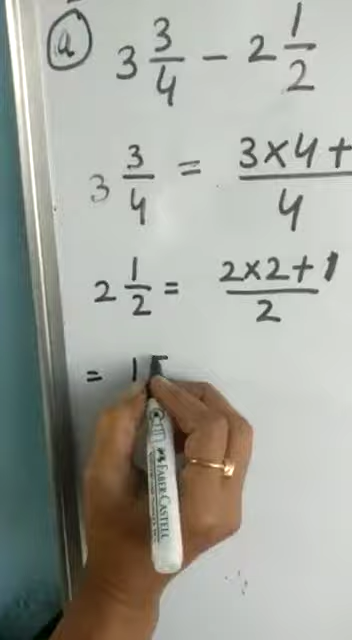 a 3 3/4 - 2 1/2
3 3/4 = 3×4+ / 4
2 1/2 = 2×2+1 / 2
= 1
FABER-CASTELL